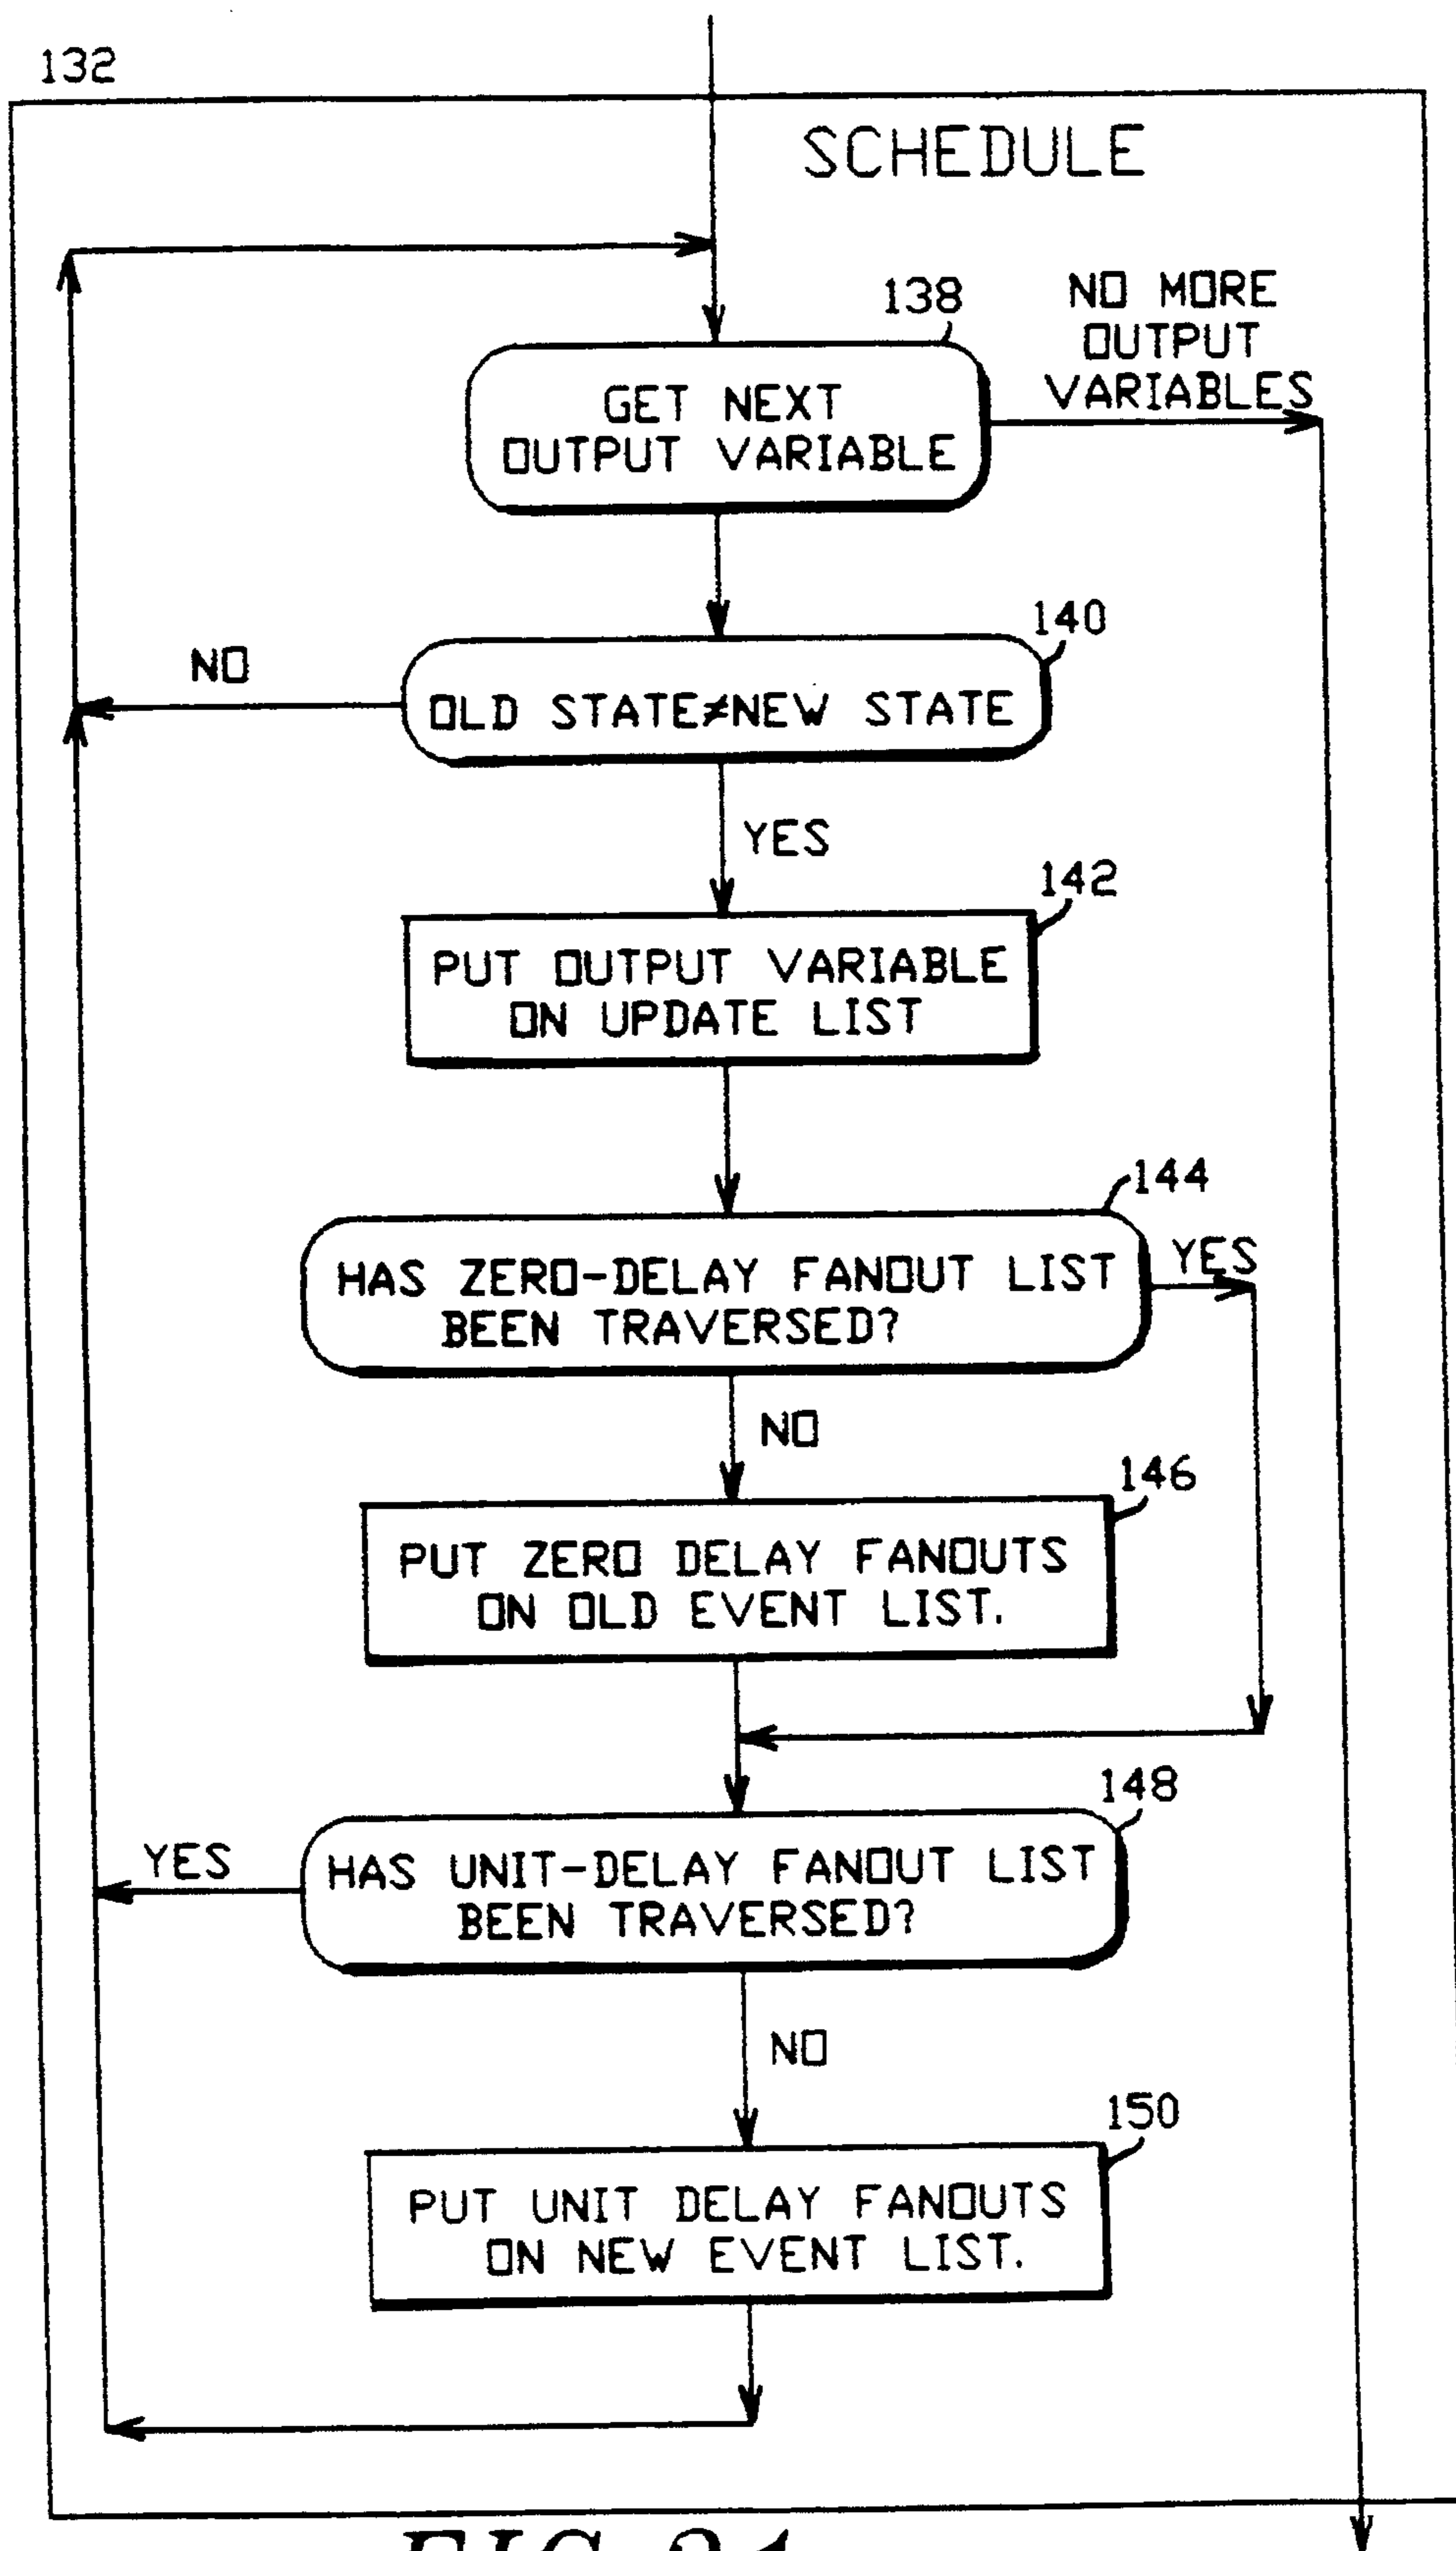 132
SCHEDULE
138
NO MORE
OUTPUT
VARIABLES
GET NEXT
OUTPUT VARIABLE
140
NO
OLD STATE≠NEW STATE
YES
142
PUT OUTPUT VARIABLE
ON UPDATE LIST
144
HAS ZERO-DELAY FANOUT LIST
BEEN TRAVERSED?
YES
NO
146
PUT ZERO DELAY FANOUTS
ON OLD EVENT LIST.
148
YES
HAS UNIT-DELAY FANOUT LIST
BEEN TRAVERSED?
NO
150
PUT UNIT DELAY FANOUTS
ON NEW EVENT LIST.